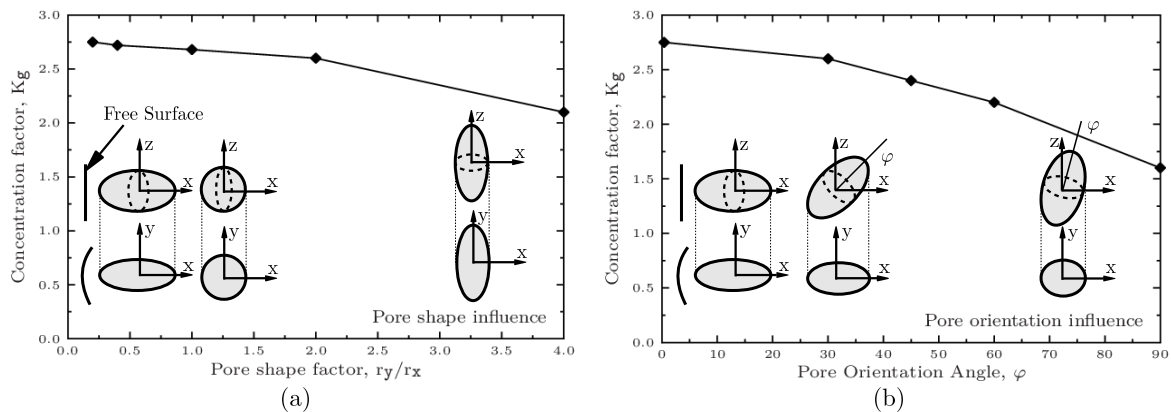 3.0
2.5
2.0
1.5
1.0
0.5
0.0
Concentration factor, Kg
Free Surface
z
x
z
x
z
x
y
x
y
x
y
x
Pore shape influence
0.0 0.5 1.0 1.5 2.0 2.5 3.0 3.5 4.0
Pore shape factor, ry/rx
(a)
3.0
2.5
2.0
1.5
1.0
0.5
0.0
Concentration factor, Kg
z
x
z
φ
x
z
φ
x
y
x
y
x
y
x
Pore orientation influence
0 10 20 30 40 50 60 70 80 90
Pore Orientation Angle, φ
(b)